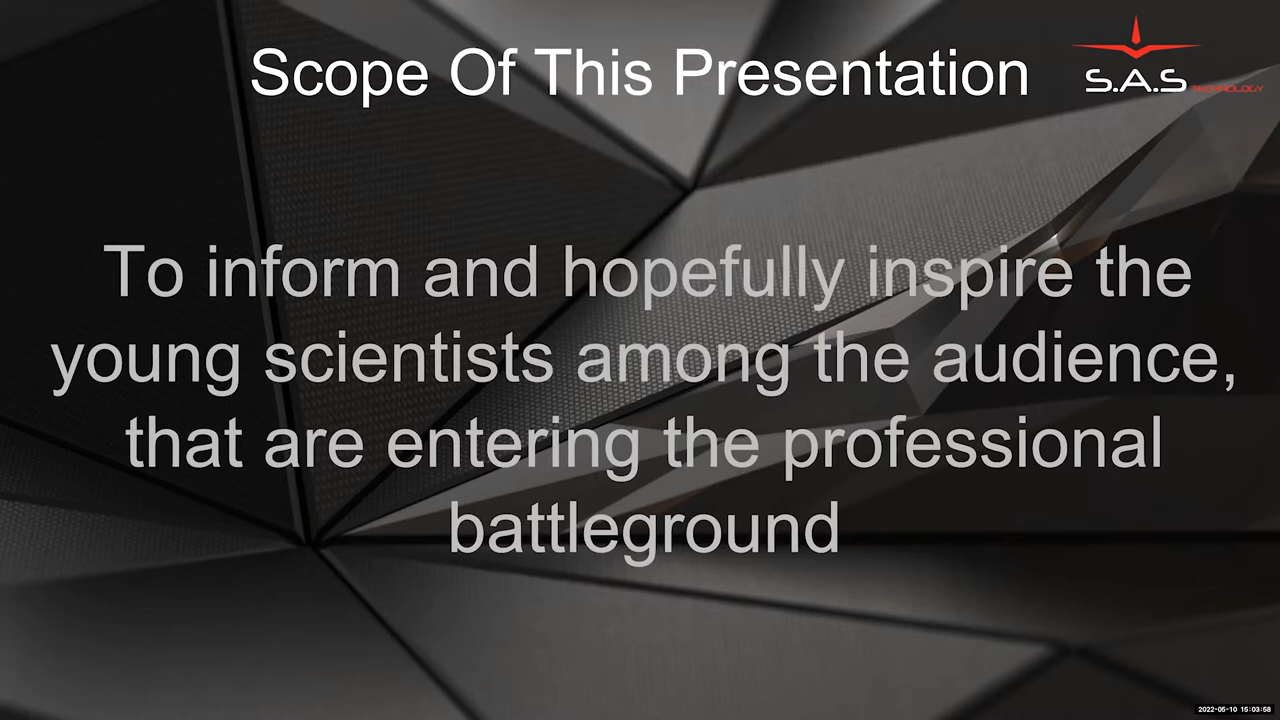 Scope Of This Presentation
S.A.S TECHNOLOGY
To inform and hopefully inspire the
young scientists among the audience,
that are entering the professional
battleground
2022-05-10 15:03:58